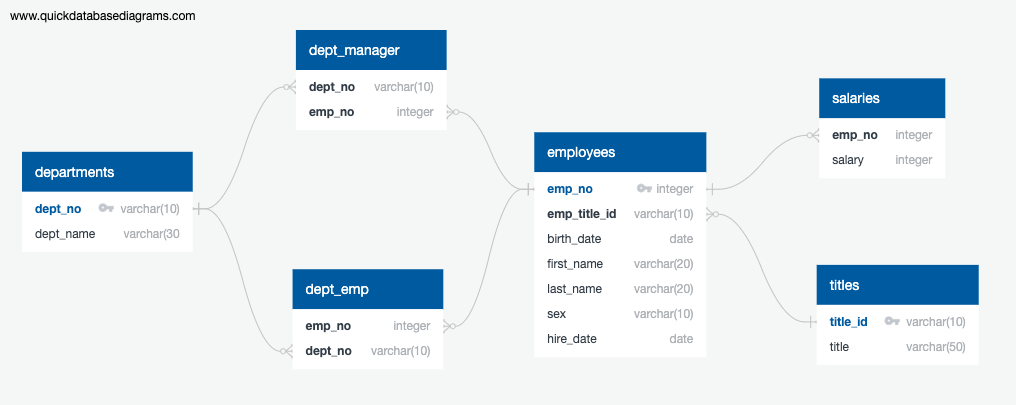 www.quickdatabasediagrams.com
dept_manager
dept_no varchar(10)
emp_no integer
departments
dept_no varchar(10)
dept_name varchar(30
dept_emp
emp_no integer
dept_no varchar(10)
employees
emp_no integer
emp_title_id varchar(10)
birth_date date
first_name varchar(20)
last_name varchar(20)
sex varchar(10)
hire_date date
salaries
emp_no integer
salary integer
titles
title_id varchar(10)
title varchar(50)